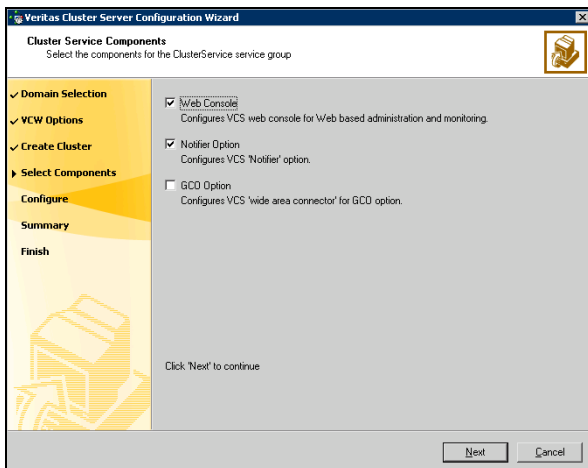 Veritas Cluster Server Configuration Wizard
Cluster Service Components
Select the components for the ClusterService service group
Domain Selection
VCW Options
Create Cluster
Select Components
Configure
Summary
Finish
Web Console
Configures VCS web console for Web based administration and monitoring.
Notifier Option
Configures VCS 'Notifier' option.
GCO Option
Configures VCS 'wide area connector' for GCO option.
Click 'Next' to continue
Next
Cancel